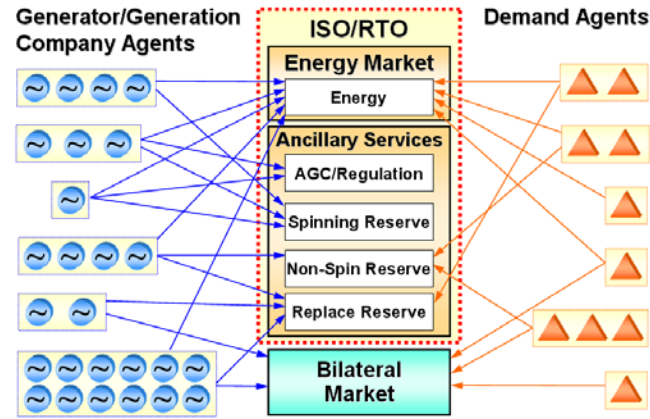 Generator/Generation
Company Agents
ISO/RTO
Demand Agents
Energy Market
Energy
Ancillary Services
AGC/Regulation
Spinning Reserve
Non-Spin Reserve
Replace Reserve
Bilateral
Market